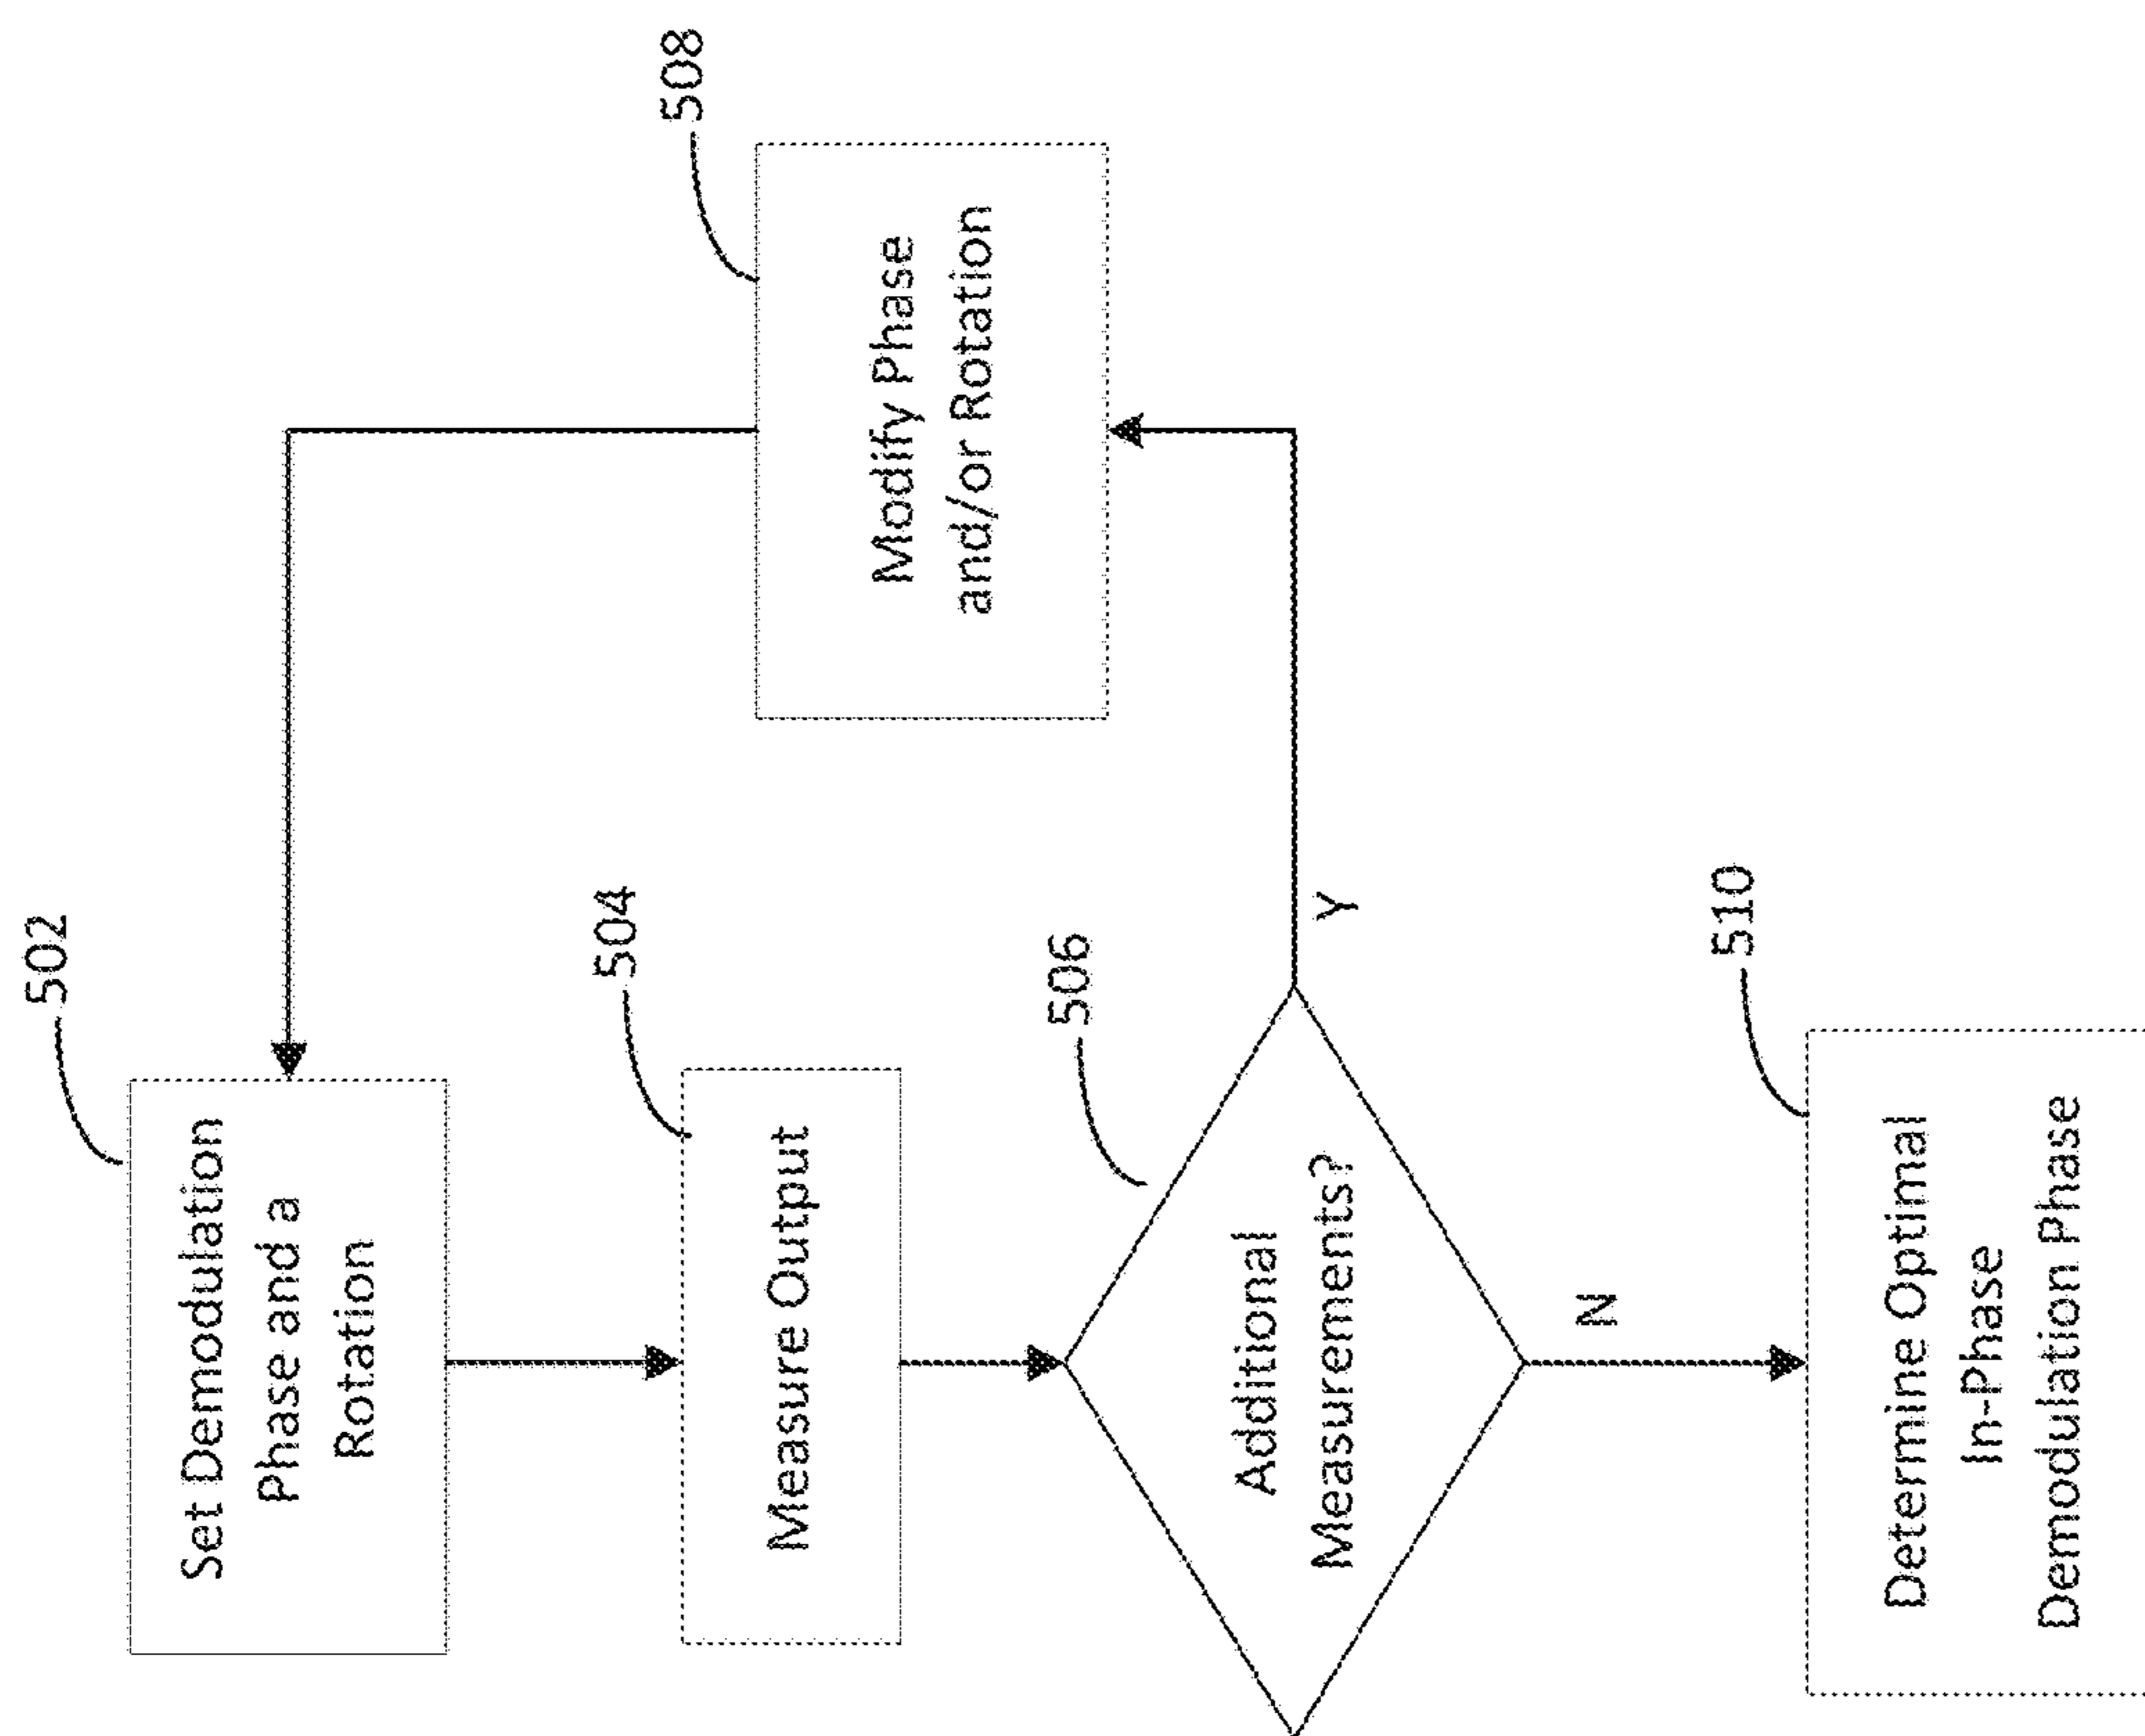 502
Set Demodulation
Phase and a
Rotation
504
Measure Output
506
Additional
Measurements?
Y
508
Modify Phase
and/or Rotation
N
510
Determine Optimal
In-Phase
Demodulation Phase